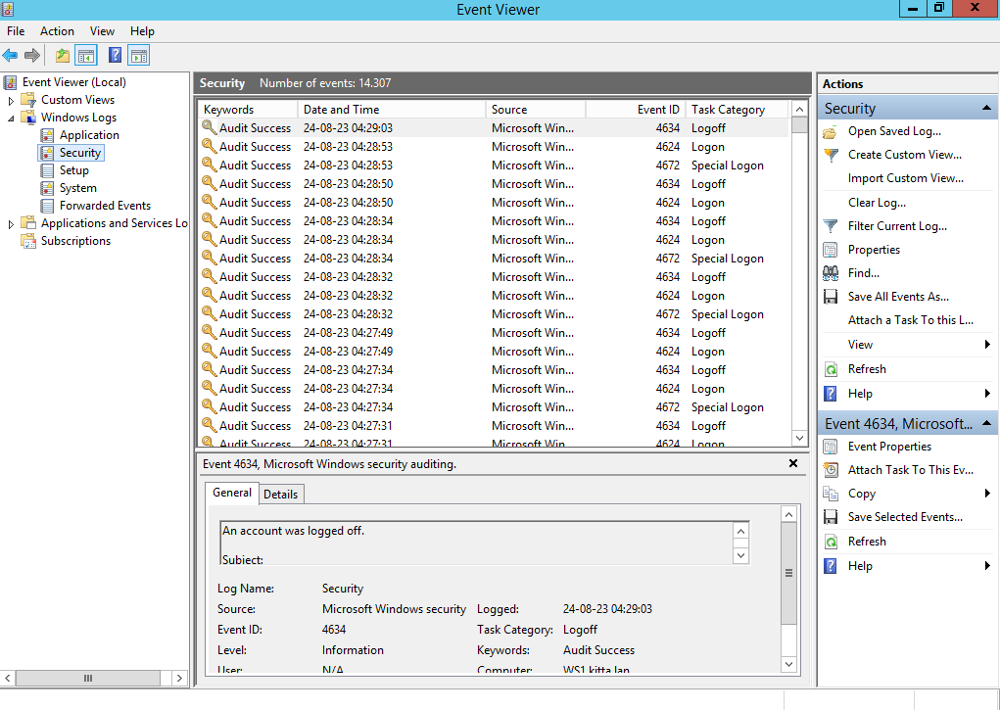 Event Viewer
File Action View Help
Event Viewer (Local)
Custom Views
Windows Logs
Application
Security
Setup
System
Forwarded Events
Applications and Services Lo
Subscriptions
Security Number of events: 14.307
Keywords Date and Time Source Event ID Task Category
Audit Success 24-08-23 04:29:03 Microsoft Win... 4634 Logoff
Audit Success 24-08-23 04:28:53 Microsoft Win... 4624 Logon
Audit Success 24-08-23 04:28:53 Microsoft Win... 4672 Special Logon
Audit Success 24-08-23 04:28:50 Microsoft Win... 4634 Logoff
Audit Success 24-08-23 04:28:50 Microsoft Win... 4624 Logon
Audit Success 24-08-23 04:28:34 Microsoft Win... 4634 Logoff
Audit Success 24-08-23 04:28:34 Microsoft Win... 4624 Logon
Audit Success 24-08-23 04:28:34 Microsoft Win... 4672 Special Logon
Audit Success 24-08-23 04:28:32 Microsoft Win... 4634 Logoff
Audit Success 24-08-23 04:28:32 Microsoft Win... 4624 Logon
Audit Success 24-08-23 04:28:32 Microsoft Win... 4672 Special Logon
Audit Success 24-08-23 04:27:49 Microsoft Win... 4634 Logoff
Audit Success 24-08-23 04:27:49 Microsoft Win... 4624 Logon
Audit Success 24-08-23 04:27:34 Microsoft Win... 4634 Logoff
Audit Success 24-08-23 04:27:34 Microsoft Win... 4624 Logon
Audit Success 24-08-23 04:27:34 Microsoft Win... 4672 Special Logon
Audit Success 24-08-23 04:27:31 Microsoft Win... 4634 Logoff
Audit Success 24-08-23 04:27:31 Microsoft Win... 4624 Logon
Event 4634, Microsoft Windows security auditing.
General Details
An account was logged off.
Subject:
Log Name: Security
Source: Microsoft Windows security Logged: 24-08-23 04:29:03
Event ID: 4634 Task Category: Logoff
Level: Information Keywords: Audit Success
User: N/A Computer: WS1.kitta.lan
Actions
Security
Open Saved Log...
Create Custom View...
Import Custom View...
Clear Log...
Filter Current Log...
Properties
Find...
Save All Events As...
Attach a Task To this L...
View
Refresh
Help
Event 4634, Microsoft...
Event Properties
Attach Task To This Ev...
Copy
Save Selected Events...
Refresh
Help